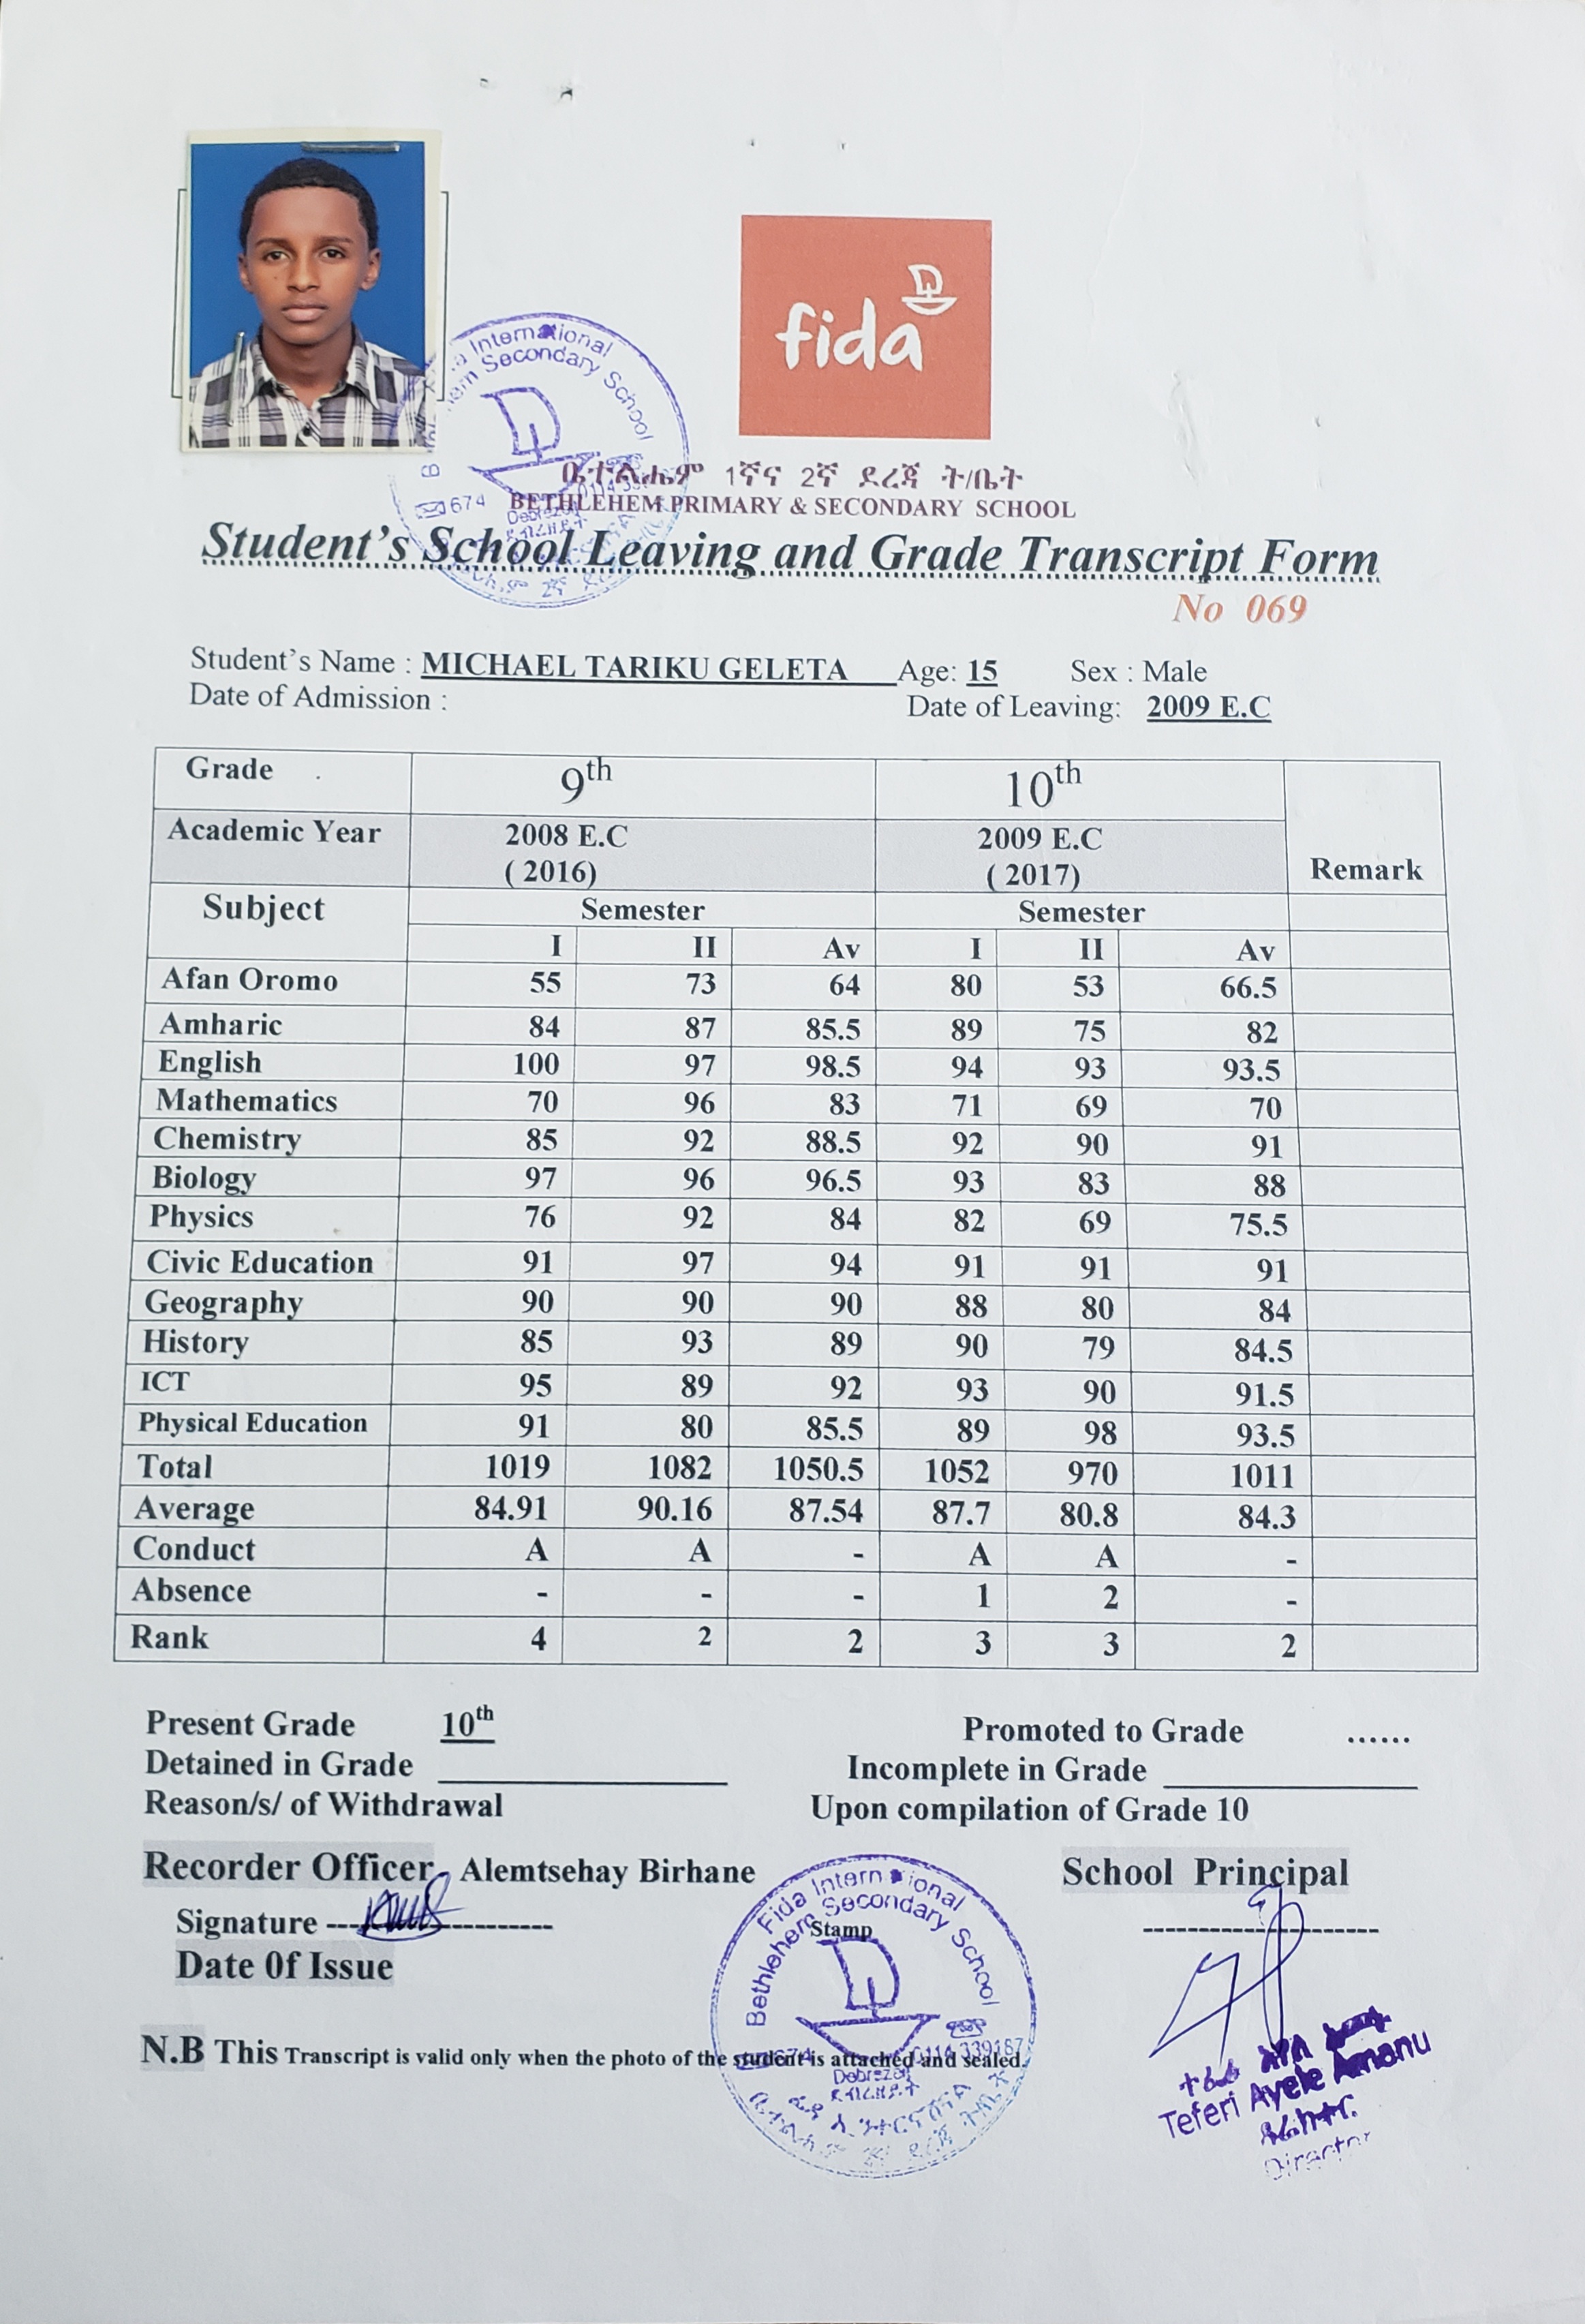 fida
Fida International
Bethlehem Secondary School
674
ቤተልሔም 1ኛና 2ኛ ደረጃ ት/ቤት
BETHLEHEM PRIMARY & SECONDARY SCHOOL
Student's School Leaving and Grade Transcript Form
No 069
Student's Name : MICHAEL TARIKU GELETA Age: 15 Sex : Male
Date of Admission : Date of Leaving: 2009 E.C
Grade 9th 10th Remark
Academic Year 2008 E.C (2016) 2009 E.C (2017)
Subject Semester Semester
I II Av I II Av
Afan Oromo 55 73 64 80 53 66.5
Amharic 84 87 85.5 89 75 82
English 100 97 98.5 94 93 93.5
Mathematics 70 96 83 71 69 70
Chemistry 85 92 88.5 92 90 91
Biology 97 96 96.5 93 83 88
Physics 76 92 84 82 69 75.5
Civic Education 91 97 94 91 91 91
Geography 90 90 90 88 80 84
History 85 93 89 90 79 84.5
ICT 95 89 92 93 90 91.5
Physical Education 91 80 85.5 89 98 93.5
Total 1019 1082 1050.5 1052 970 1011
Average 84.91 90.16 87.54 87.7 80.8 84.3
Conduct A A - A A -
Absence - - - 1 2 -
Rank 4 2 2 3 3 2
Present Grade 10th Promoted to Grade ......
Detained in Grade Incomplete in Grade
Reason/s/ of Withdrawal Upon compilation of Grade 10
Recorder Officer Alemtsehay Birhane School Principal
Signature
Stamp
Date 0f Issue
Fida International
Bethlehem Secondary School
N.B This Transcript is valid only when the photo of the student is attached and sealed.
674 0114 339187
Debrezeit
ደብረዘይት
Teferi Ayele Amanu
ዳይሬክተር
Director